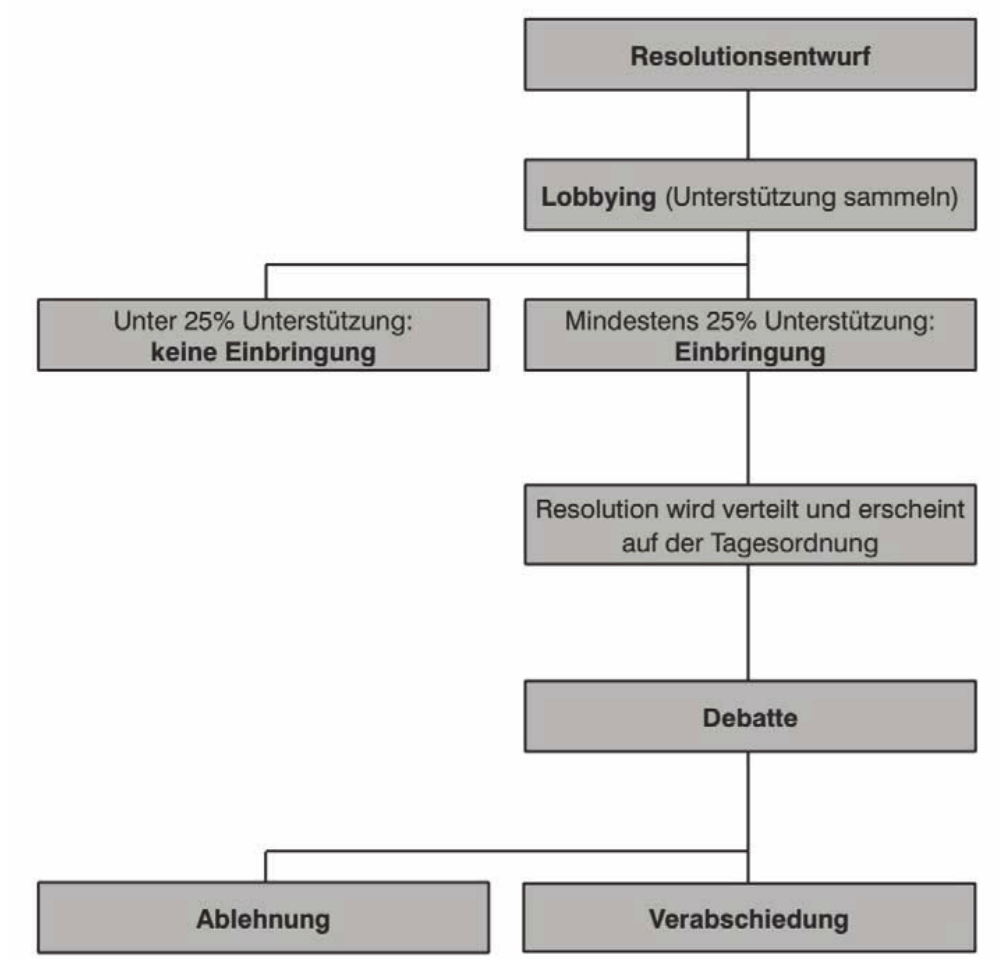 Resolutionsentwurf
Lobbying (Unterstützung sammeln)
Unter 25% Unterstützung:
keine Einbringung
Mindestens 25% Unterstützung:
Einbringung
Resolution wird verteilt und erscheint
auf der Tagesordnung
Debatte
Ablehnung
Verabschiedung